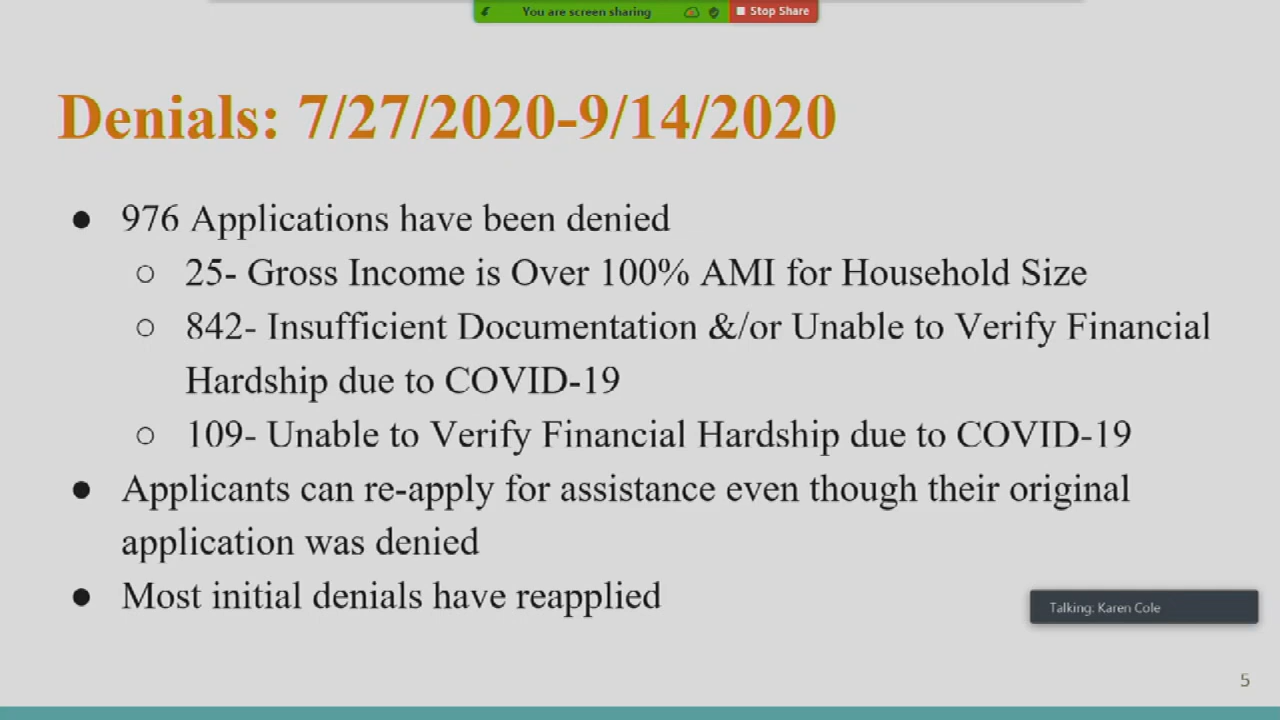 You are screen sharing
Stop Share
Denials: 7/27/2020-9/14/2020
● 976 Applications have been denied
○ 25- Gross Income is Over 100% AMI for Household Size
○ 842- Insufficient Documentation &/or Unable to Verify Financial
Hardship due to COVID-19
○ 109- Unable to Verify Financial Hardship due to COVID-19
● Applicants can re-apply for assistance even though their original
application was denied
● Most initial denials have reapplied
Talking: Karen Cole
5